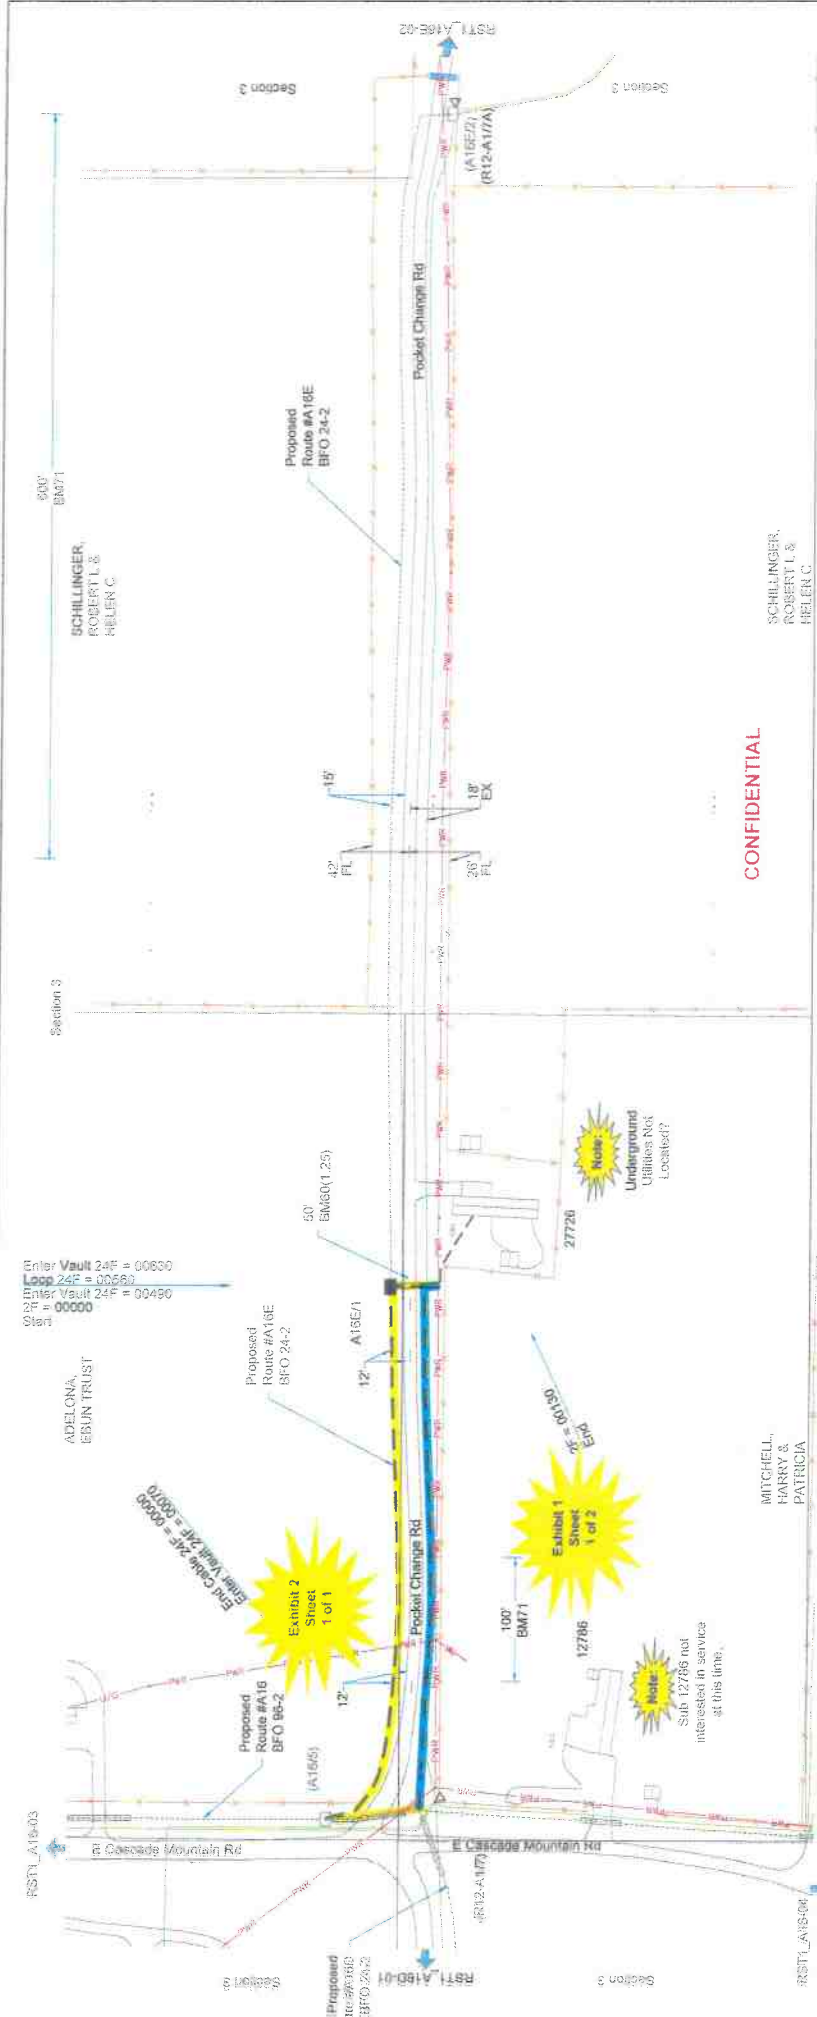 RST1_A16E-02
Section 3
Section 3
(A16E/2)
(R12-A1/7A)
600'
BM71
SCHILLINGER,
ROBERT L &
HELEN C
Proposed
Route #A16E
BFO 24-2
Pocket Change Rd
SCHILLINGER,
ROBERT L &
HELEN C
15'
18'
EX
42'
FL
26'
FL
CONFIDENTIAL
Section 3
Note:
Underground
Utilities Not
Located?
27726
50'
BM60(1.25)
Enter Vault 24F = 00630
Loop 24F = 00560
Enter Vault 24F = 00490
2F = 00000
Start
ADELONA,
EBUN TRUST
Proposed
Route #A16E
BFO 24-2
12'
A16E/1
2F = 00130
End
MITCHELL,
HARRY &
PATRICIA
End Cable 24F = 00000
Enter Vault 24F = 00070
Exhibit 2
Sheet
1 of 1
Pocket Change Rd
Exhibit 1
Sheet
1 of 2
100'
BM71
12786
Note:
Sub 12786 not
interested in service
at this time.
12'
U/G
PWR
Proposed
Route #A16
BFO 96-2
(A16/5)
RST1_A16-03
E Cascade Mountain Rd
E Cascade Mountain Rd
(R12-A1/7)
Proposed
RST1_A16D-01
Section 3
Section 3
RST1_A16-04